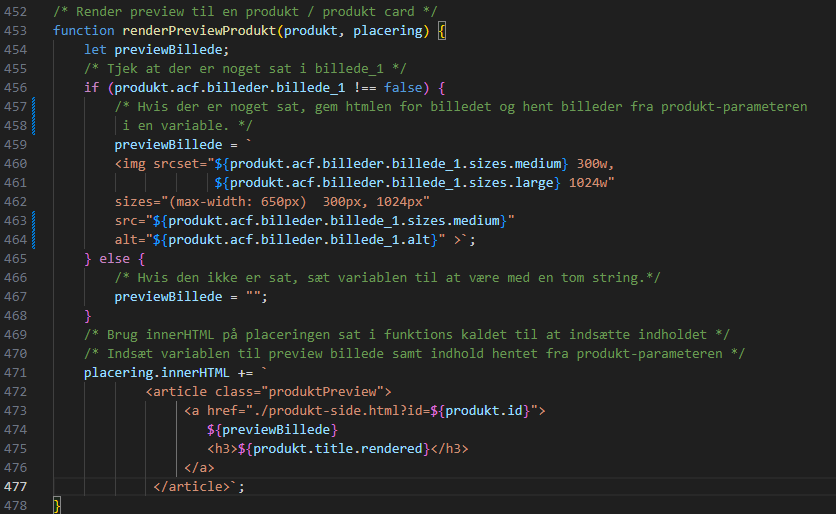 452 /* Render preview til en produkt / produkt card */
453 function renderPreviewProdukt(produkt, placering) {
454     let previewBillede;
455     /* Tjek at der er noget sat i billede_1 */
456     if (produkt.acf.billeder.billede_1 !== false) {
457         /* Hvis der er noget sat, gem htmlen for billedet og hent billeder fra produkt-parameteren
458          i en variable. */
459         previewBillede = `
460         <img srcset="${produkt.acf.billeder.billede_1.sizes.medium} 300w,
461                      ${produkt.acf.billeder.billede_1.sizes.large} 1024w"
462         sizes="(max-width: 650px)  300px, 1024px"
463         src="${produkt.acf.billeder.billede_1.sizes.medium}"
464         alt="${produkt.acf.billeder.billede_1.alt}" >`;
465     } else {
466         /* Hvis den ikke er sat, sæt variablen til at være med en tom string.*/
467         previewBillede = "";
468     }
469     /* Brug innerHTML på placeringen sat i funktions kaldet til at indsætte indholdet */
470     /* Indsæt variablen til preview billede samt indhold hentet fra produkt-parameteren */
471     placering.innerHTML += `
472             <article class="produktPreview">
473                 <a href="./produkt-side.html?id=${produkt.id}">
474                    ${previewBillede}
475                    <h3>${produkt.title.rendered}</h3>
476                 </a>
477             </article>`;
478 }